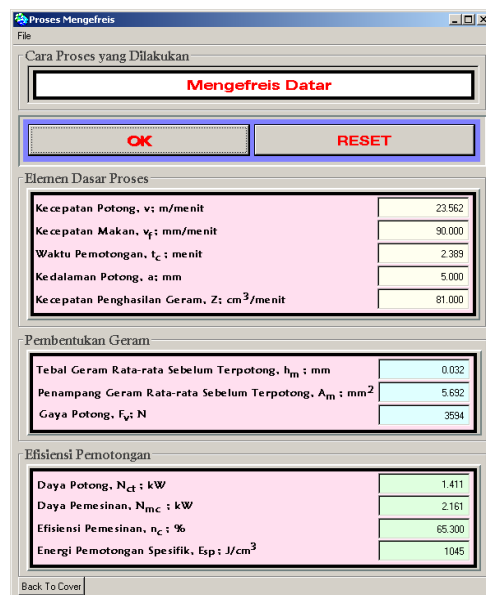 Proses Mengefreis
File
Cara Proses yang Dilakukan
Mengefreis Datar
OK RESET
Elemen Dasar Proses
Kecepatan Potong, v; m/menit 23.562
Kecepatan Makan, vf; mm/menit 90.000
Waktu Pemotongan, tc ; menit 2.389
Kedalaman Potong, a; mm 5.000
Kecepatan Penghasilan Geram, Z; cm3/menit 81.000
Pembentukan Geram
Tebal Geram Rata-rata Sebelum Terpotong, hm ; mm 0.032
Penampang Geram Rata-rata Sebelum Terpotong, Am ; mm2 5.692
Gaya Potong, Fv; N 3594
Efisiensi Pemotongan
Daya Potong, Nct ; kW 1.411
Daya Pemesinan, Nmc ; kW 2.161
Efisiensi Pemesinan, nc ; % 65.300
Energi Pemotongan Spesifik, Esp ; J/cm3 1045
Back To Cover